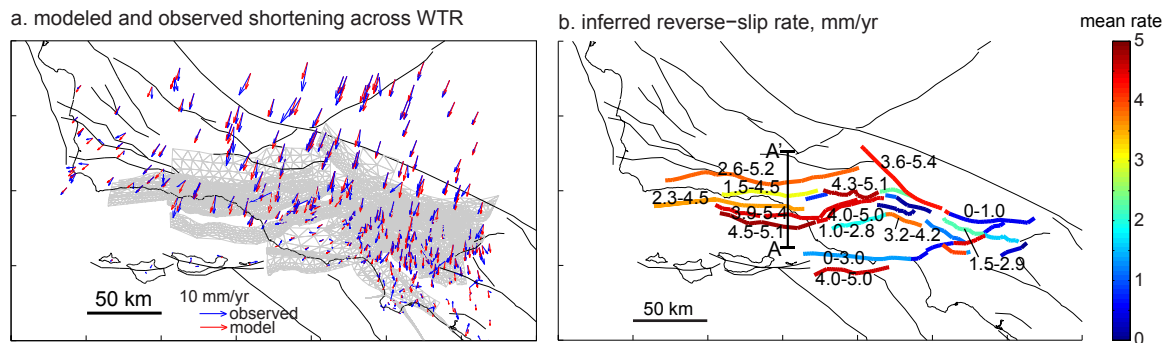 a. modeled and observed shortening across WTR
50 km
10 mm/yr
observed
model
b. inferred reverse−slip rate, mm/yr
A'
3.6-5.4
2.6-5.2
1.5-4.5
4.3-5.1
2.3-4.5
3.9-5.4
4.0-5.0
0-1.0
4.5-5.1
1.0-2.8
3.2-4.2
A
0-3.0
1.5-2.9
4.0-5.0
50 km
mean rate
5
4
3
2
1
0